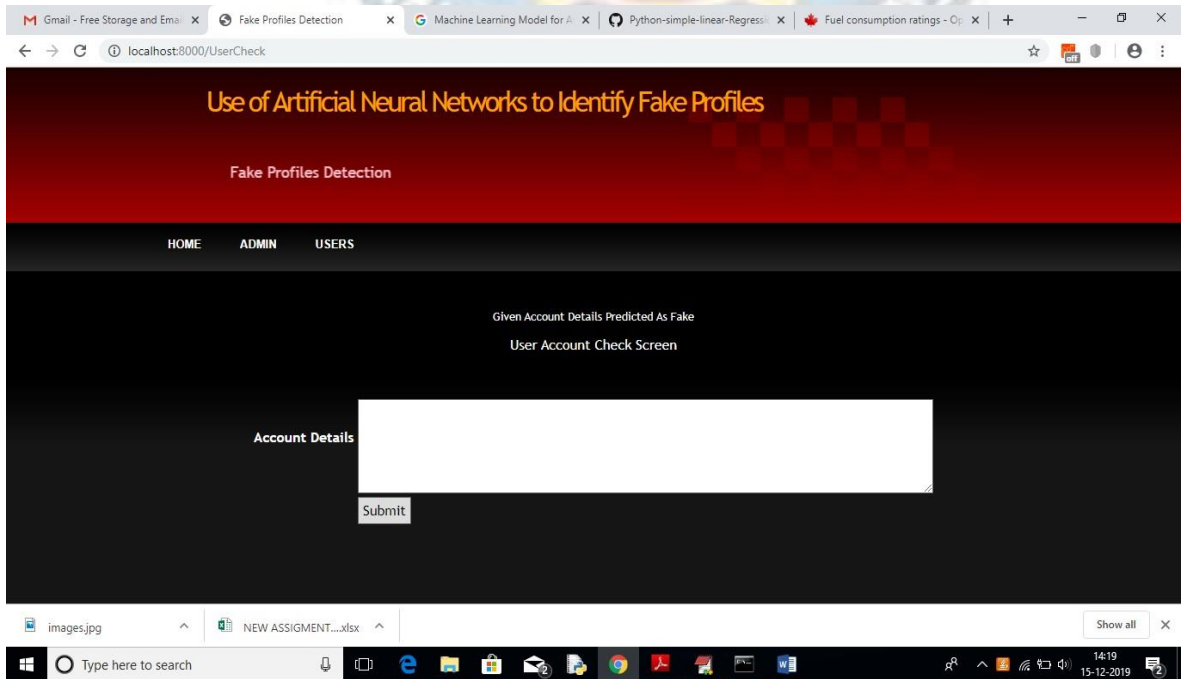 Gmail - Free Storage and Emai
Fake Profiles Detection
Machine Learning Model for A
Python-simple-linear-Regressi
Fuel consumption ratings - Op
localhost:8000/UserCheck
off
Use of Artificial Neural Networks to Identify Fake Profiles
Fake Profiles Detection
HOME ADMIN USERS
Given Account Details Predicted As Fake
User Account Check Screen
Account Details
Submit
images.jpg
NEW ASSIGMENT....xlsx
Show all
Type here to search
2
14:19
15-12-2019
2